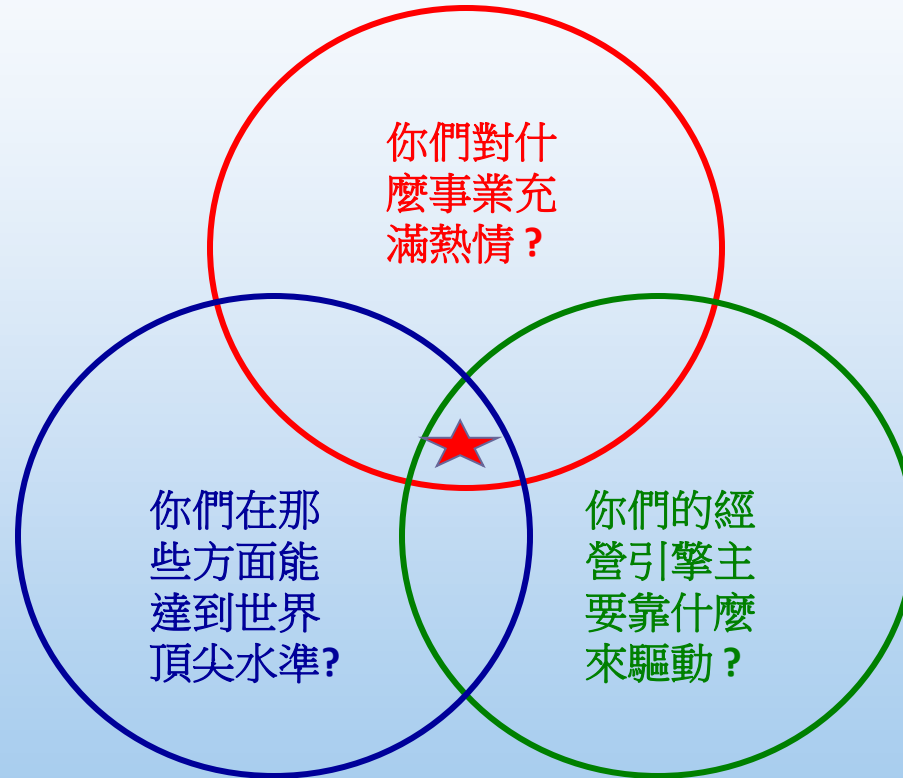 你們對什
麼事業充
滿熱情?
你們在那
些方面能
達到世界
頂尖水準?
你們的經
營引擎主
要靠什麼
來驅動?